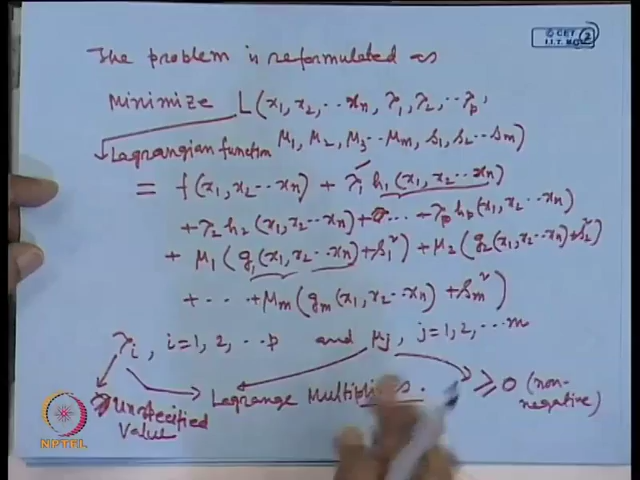 © CET
I.I.T. 2
The problem is reformulated as
Minimize L(x₁, x₂, ·· xₙ, λ₁, λ₂, ·· λₚ,
Lagrangian function μ₁, μ₂, μ₃ ·· μₘ, s₁, s₂ ·· sₘ)
= f(x₁, x₂ ·· xₙ) + λ₁ h₁(x₁, x₂, ·· xₙ)
+ λ₂ h₂(x₁, x₂, ·· xₙ) + ··· + λₚ hₚ(x₁, x₂, ·· xₙ)
+ μ₁(g₁(x₁, x₂, ·· xₙ) + s₁²) + μ₂(g₂(x₁, x₂ ·· xₙ) + s₂²)
+ ··· + μₘ(gₘ(x₁, x₂ ·· xₙ) + sₘ²)
λᵢ, i = 1, 2, ·· p and μⱼ, j = 1, 2, ··· m
Lagrange Multipliers. ≥ 0 (non-
negative)
Unspecified
Value
NPTEL